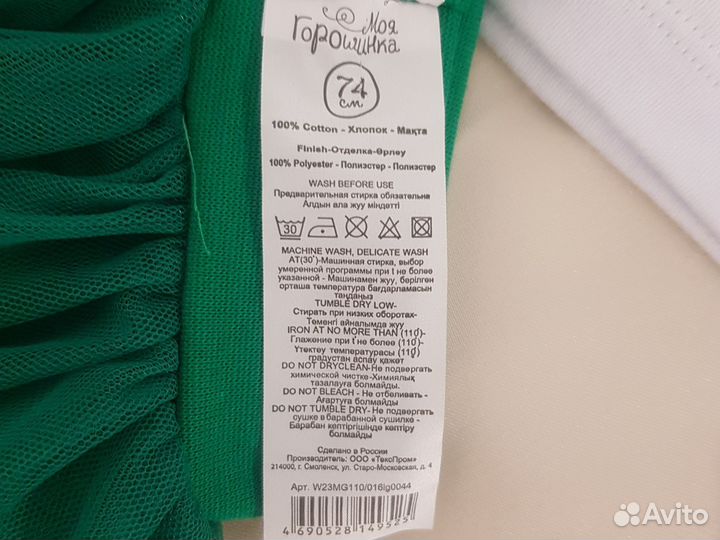 Моя
Горошинка
74
см
100% Cotton - Хлопок - Мақта
Finish-Отделка-Әрлеу
100% Polyester - Полиэстер - Полиэстер
WASH BEFORE USE
Предварительная стирка обязательна
Алдын ала жуу міндетті
30
MACHINE WASH, DELICATE WASH
AT(30°)-Машинная стирка, выбор
умеренной программы при t не более
указанной - Машинамен жуу, берілген
орташа температура бағдарламасын
таңдаңыз
TUMBLE DRY LOW-
Стирать при низких оборотах-
Төменгі айналымда жуу
IRON AT NO MORE THAN (110)-
Глажение при t не более (110)-
Үтектеу температурасы (110)
градустан аспау қажет
DO NOT DRYCLEAN-Не подвергать
химической чистке-Химиялық
тазалауға болмайды.
DO NOT BLEACH - Не отбеливать -
Ағартуға болмайды
DO NOT TUMBLE DRY- Не подвергать
сушке в барабанной сушилке -
Барабан кептіргішінде кептіру
болмайды
Сделано в России
Производитель: ООО «ТексПром»
214000, г. Смоленск, ул. Старо-Московская, д. 4
Арт. W23MG110/016lg0044
4 690528 149525
Avito